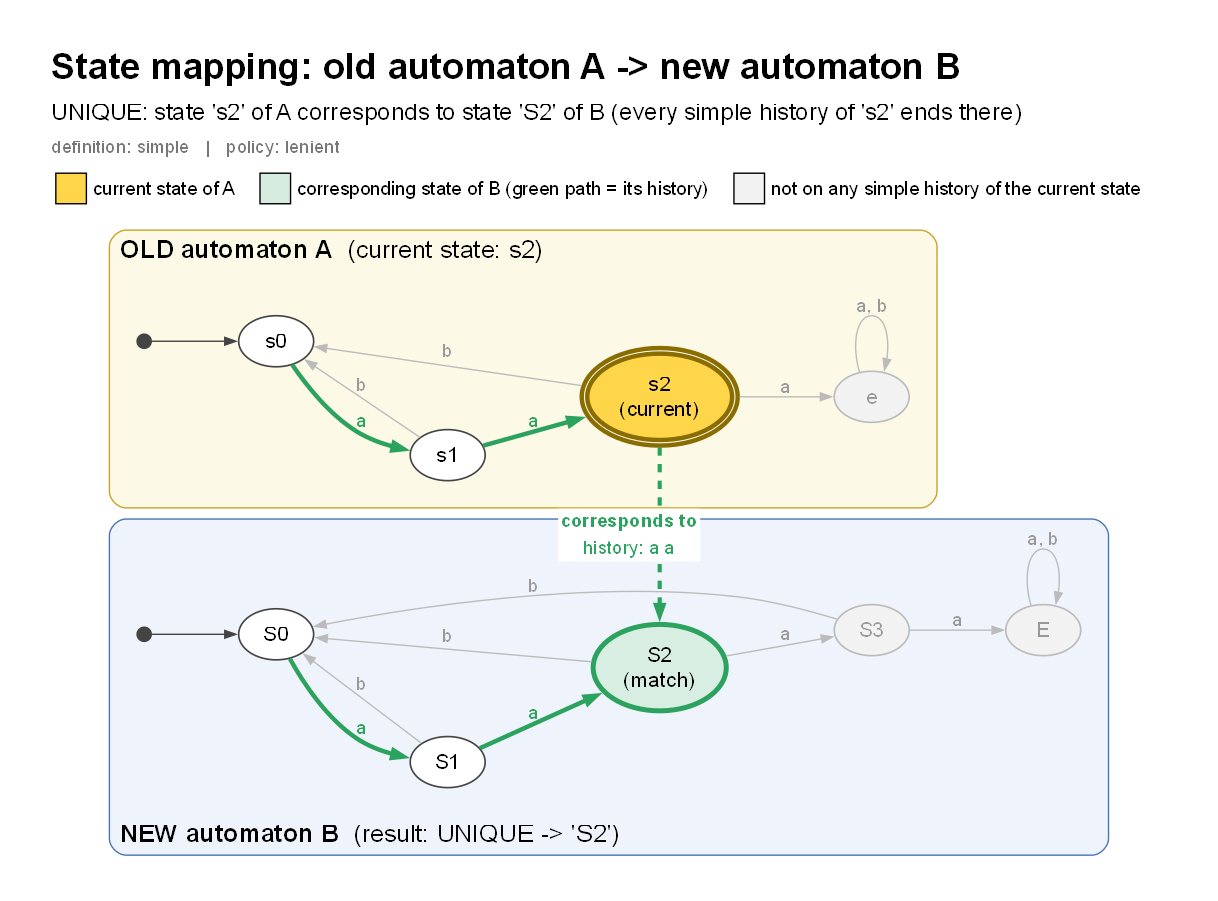 State mapping: old automaton A -> new automaton B
UNIQUE: state 's2' of A corresponds to state 'S2' of B (every simple history of 's2' ends there)
definition: simple | policy: lenient
current state of A
corresponding state of B (green path = its history)
not on any simple history of the current state
OLD automaton A (current state: s2)
a, b
s0
b
b
s2
(current)
a
e
a
a
s1
corresponds to
history: a a
a, b
b
S0
b
S2
(match)
a
S3
a
E
b
a
a
S1
NEW automaton B (result: UNIQUE -> 'S2')